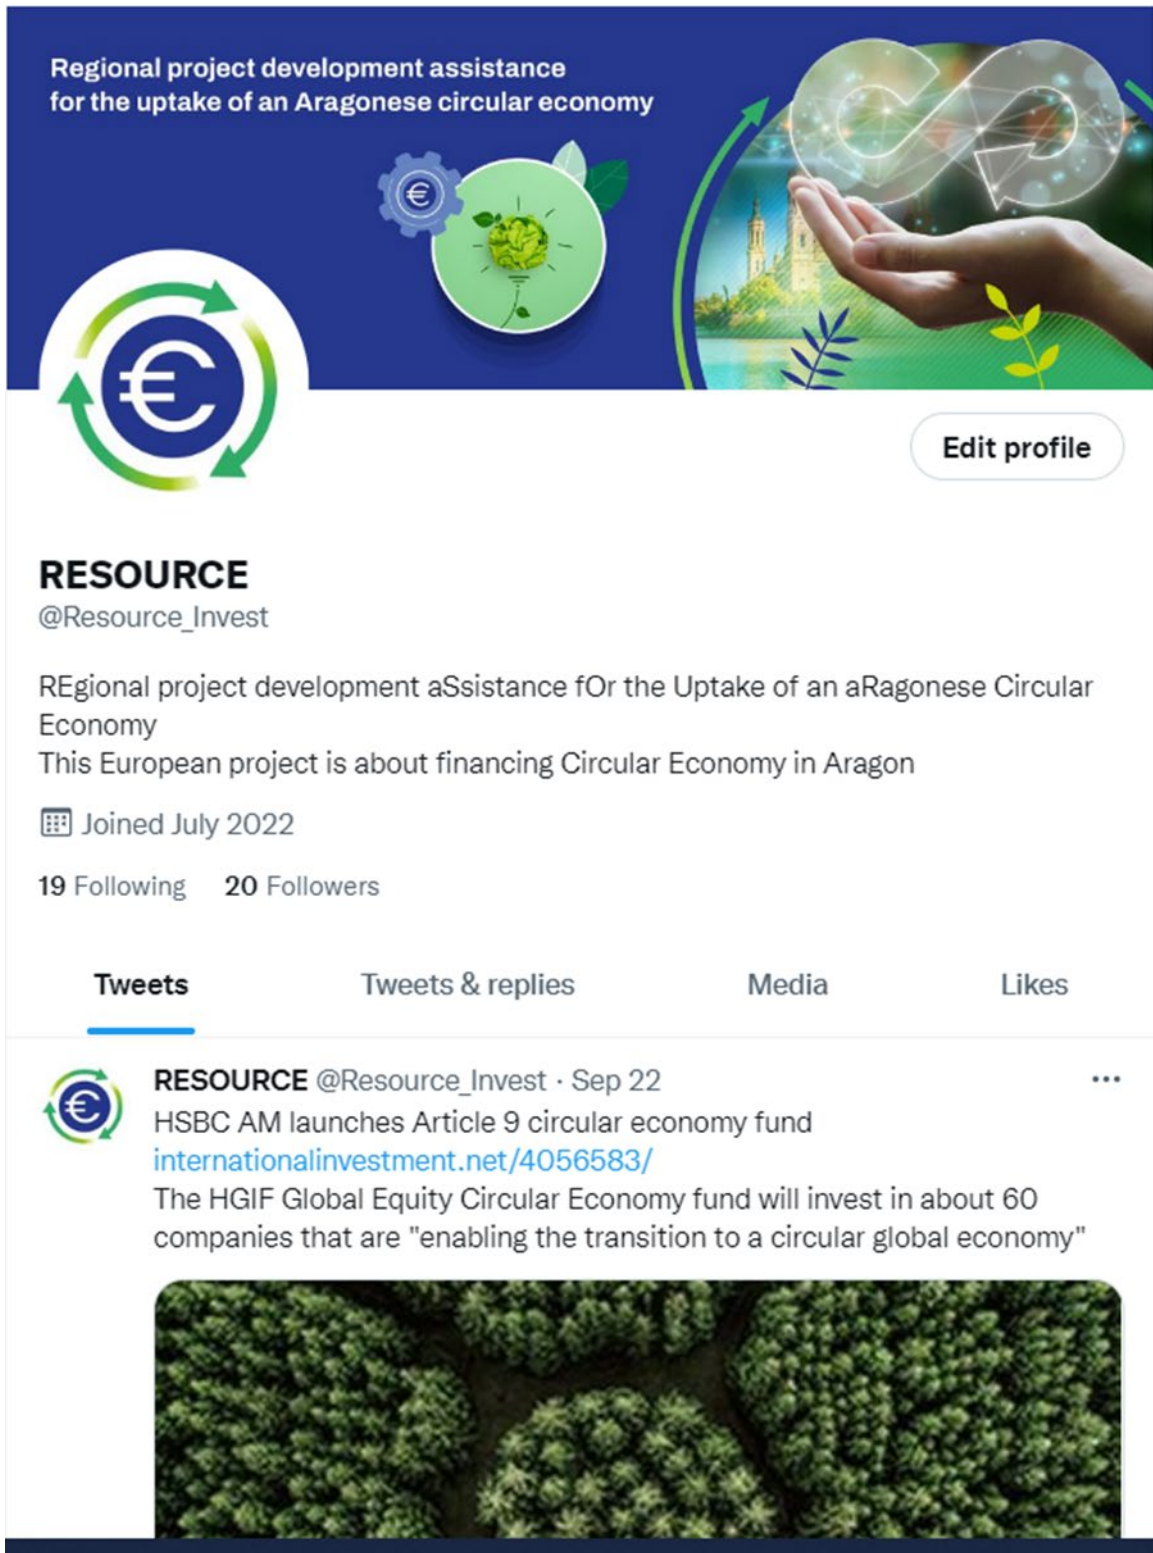 Regional project development assistance
for the uptake of an Aragonese circular economy
€
€
Edit profile
RESOURCE
@Resource_Invest
REgional project development aSsistance fOr the Uptake of an aRagonese Circular
Economy
This European project is about financing Circular Economy in Aragon
Joined July 2022
19 Following 20 Followers
Tweets Tweets & replies Media Likes
€
RESOURCE @Resource_Invest · Sep 22 ...
HSBC AM launches Article 9 circular economy fund
internationalinvestment.net/4056583/
The HGIF Global Equity Circular Economy fund will invest in about 60
companies that are "enabling the transition to a circular global economy"